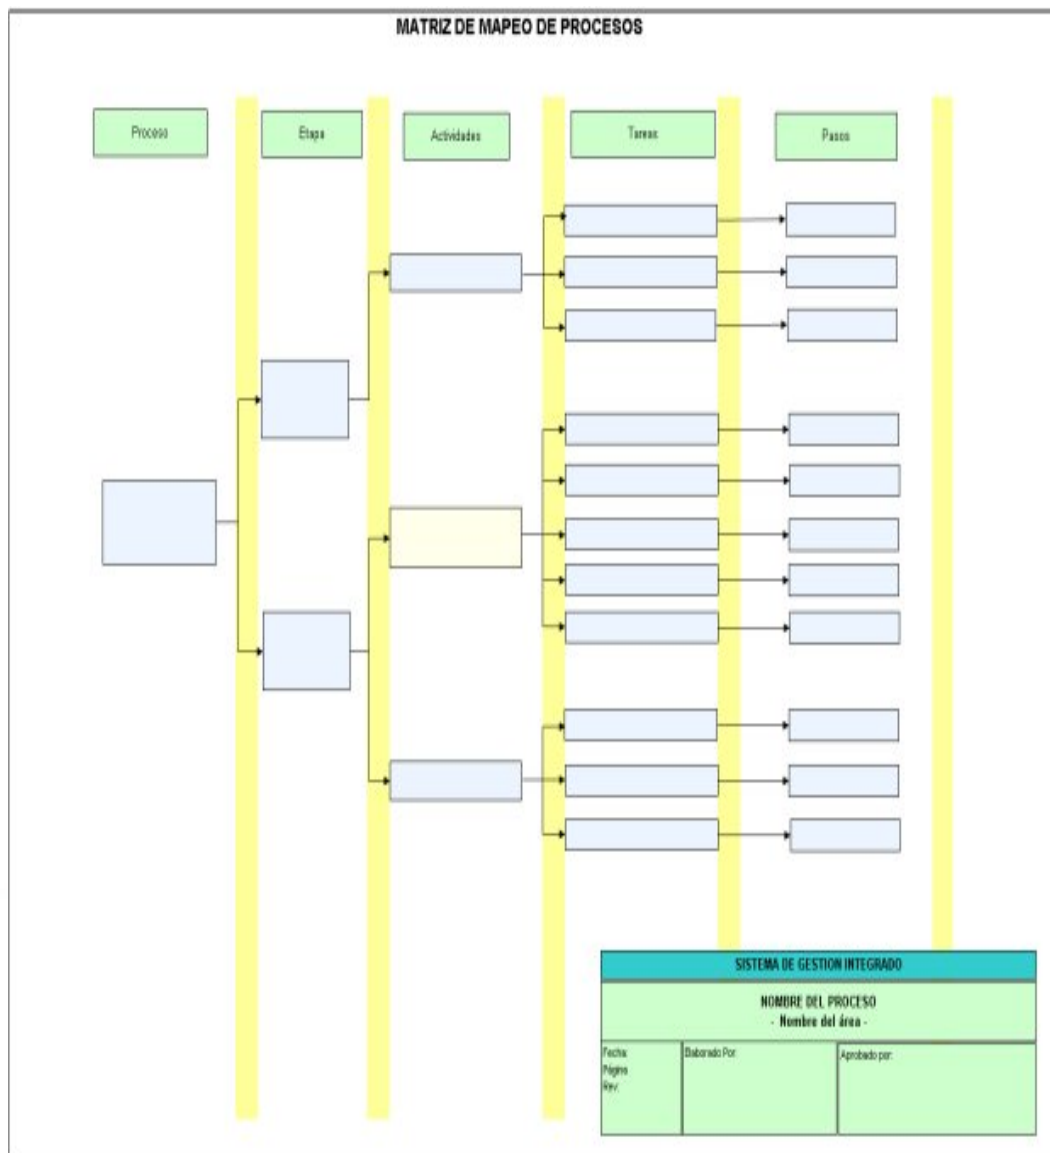 MATRIZ DE MAPEO DE PROCESOS
Proceso
Etapa
Actividades
Tareas
Pasos
SISTEMA DE GESTION INTEGRADO
NOMBRE DEL PROCESO
- Nombre del área -
Fecha:
Página
Rev:
Elaborado Por:
Aprobado por: